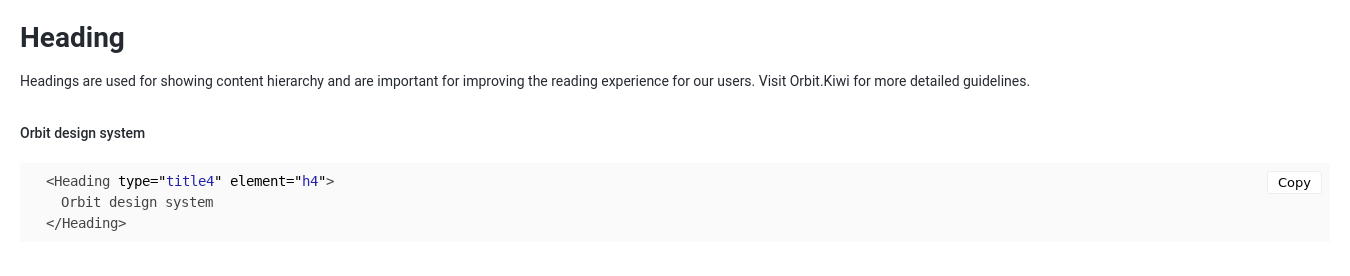 Heading
Headings are used for showing content hierarchy and are important for improving the reading experience for our users. Visit Orbit.Kiwi for more detailed guidelines.
Orbit design system
<Heading type="title4" element="h4">
Copy
Orbit design system
</Heading>